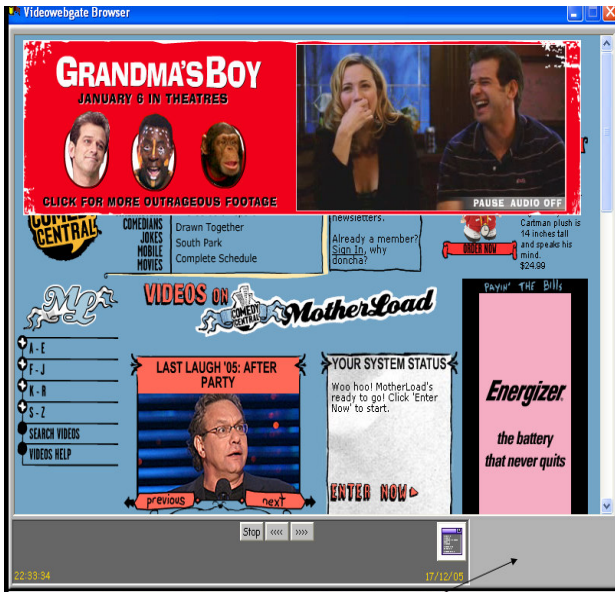 Videowebgate Browser
GRANDMA'S BOY
JANUARY 6 IN THEATRES
CLICK FOR MORE OUTRAGEOUS FOOTAGE
PAUSE AUDIO OFF
COMEDY CENTRAL
COMEDIANS
JOKES
MOBILE
MOVIES
Drawn Together
South Park
Complete Schedule
newsletters.
Already a member?
Sign In, why
doncha?
ORDER NOW
Cartman plush is
14 inches tall
and speaks his
mind.
$24.99
ML
VIDEOS ON
COMEDY CENTRAL
MotherLoad
PAYIN' THE Bills
A - E
F - J
K - R
S - Z
SEARCH VIDEOS
VIDEOS HELP
LAST LAUGH '05: AFTER
PARTY
previous
next
YOUR SYSTEM STATUS
Woo hoo! MotherLoad's
ready to go! Click 'Enter
Now' to start.
ENTER NOW
Energizer.
the battery
that never quits
Stop <<<< >>>>
22:33:34
17/12/05